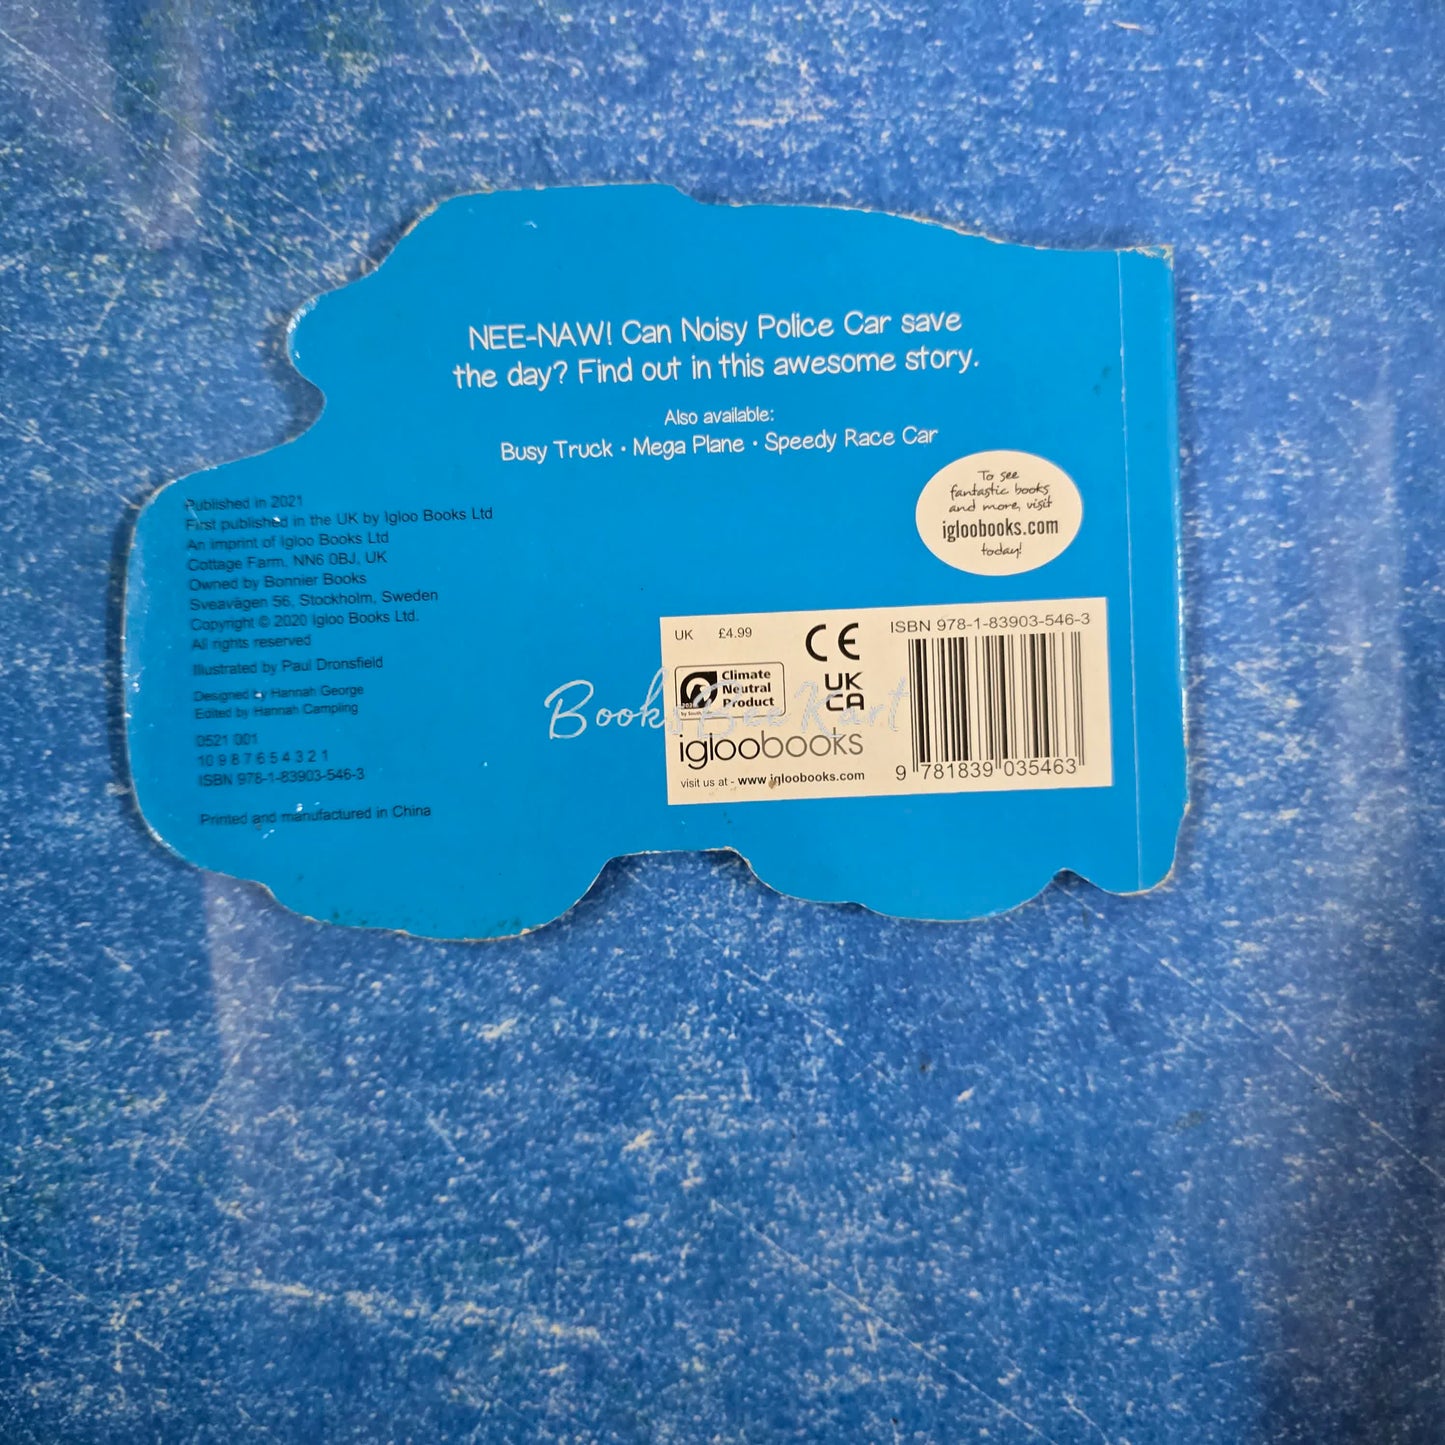 NEE-NAW! Can Noisy Police Car save
the day? Find out in this awesome story.
Also available:
Busy Truck • Mega Plane • Speedy Race Car
To see
fantastic books
and more, visit
igloobooks.com
today!
Published in 2021
First published in the UK by Igloo Books Ltd
An imprint of Igloo Books Ltd
Cottage Farm, NN6 0BJ, UK
Owned by Bonnier Books
Sveavägen 56, Stockholm, Sweden
Copyright © 2020 Igloo Books Ltd.
All rights reserved
Illustrated by Paul Dronsfield
Designed by Hannah George
Edited by Hannah Campling
0521 001
10 9 8 7 6 5 4 3 2 1
ISBN 978-1-83903-546-3
Printed and manufactured in China
UK £4.99
CE
UK
CA
Climate
Neutral
Product
igloobooks
visit us at - www.igloobooks.com
ISBN 978-1-83903-546-3
9 781839 035463
BooksBeeKart